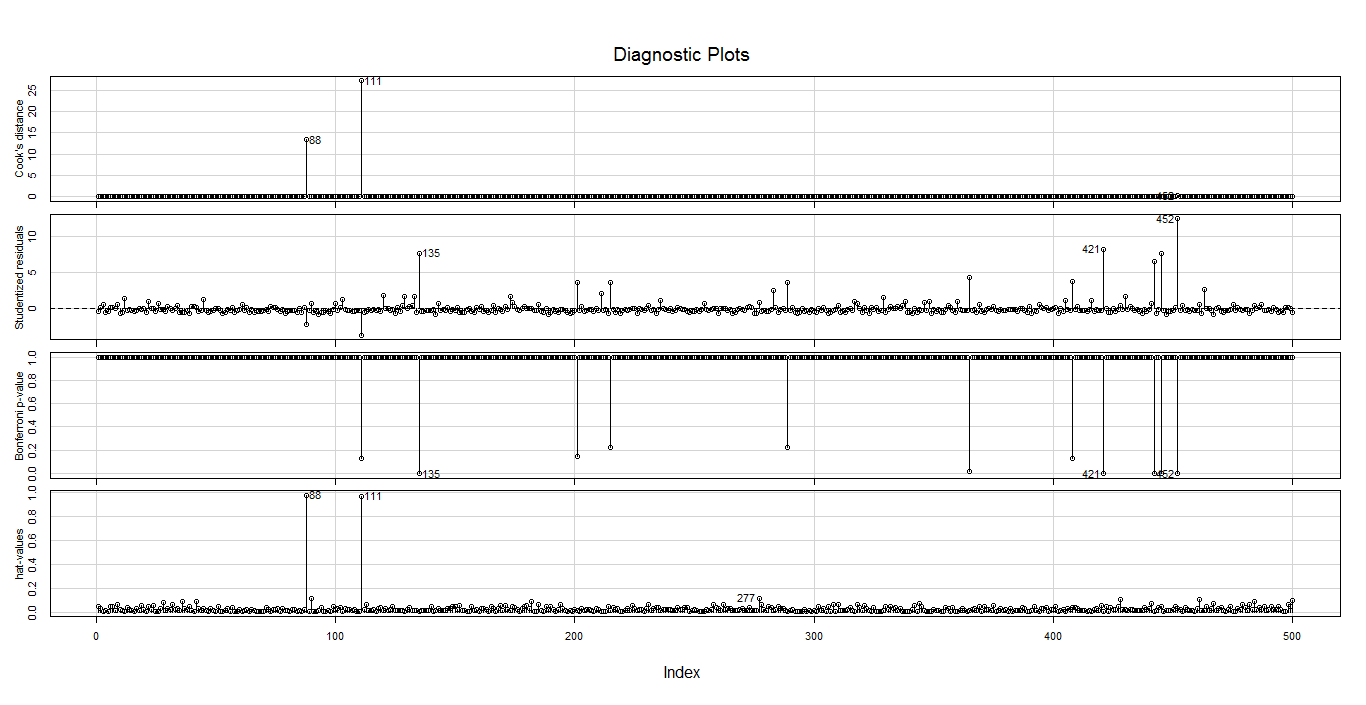 Diagnostic Plots
Cook's distance
0 5 10 15 20 25
88
111
452
Studentized residuals
0 5 10
135
421
452
Bonferroni p-value
0.0 0.2 0.4 0.6 0.8 1.0
135
421
452
hat-values
0.0 0.2 0.4 0.6 0.8 1.0
88
111
277
0 100 200 300 400 500
Index